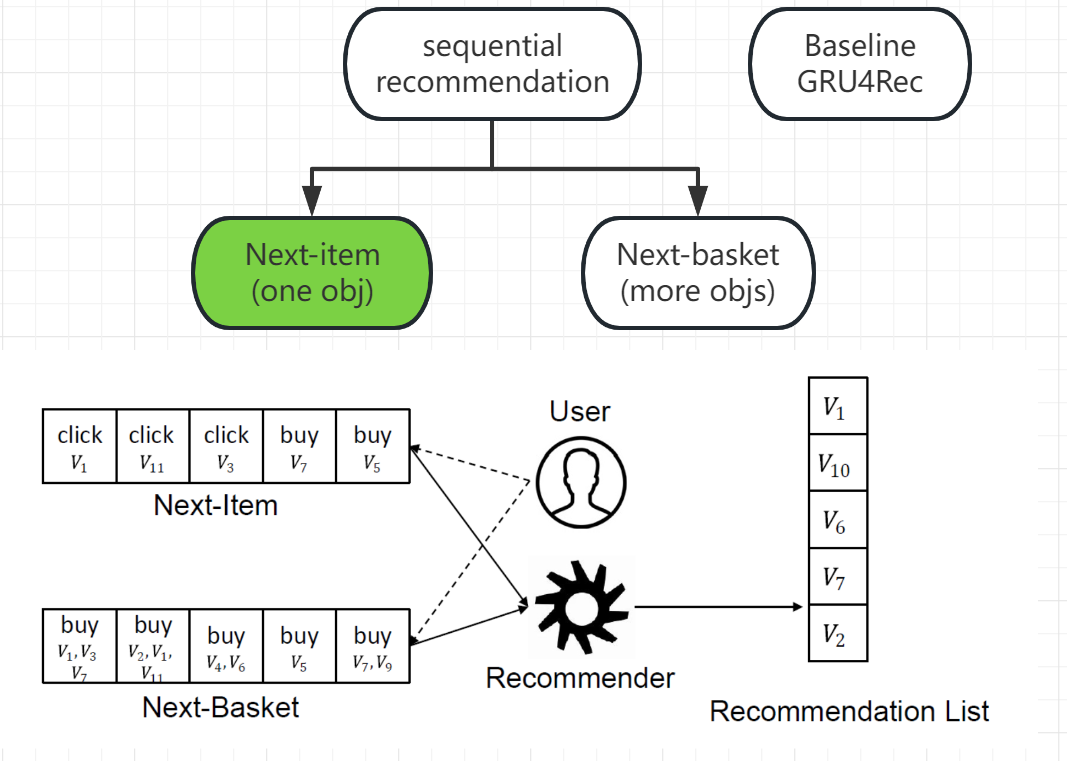 sequential
recommendation
Baseline
GRU4Rec
Next-item
(one obj)
Next-basket
(more objs)
click
V1
click
V11
click
V3
buy
V7
buy
V5
Next-Item
User
buy
V1,V3
V7
buy
V2,V1,
V11
buy
V4,V6
buy
V5
buy
V7,V9
Next-Basket
Recommender
V1
V10
V6
V7
V2
Recommendation List